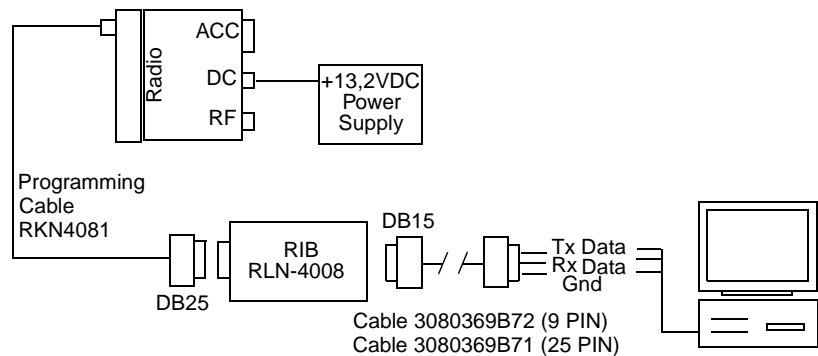 ACC
Radio
DC
RF
+13,2VDC
Power
Supply
Programming
Cable
RKN4081
DB25
RIB
RLN-4008
DB15
Tx Data
Rx Data
Gnd
Cable 3080369B72 (9 PIN)
Cable 3080369B71 (25 PIN)